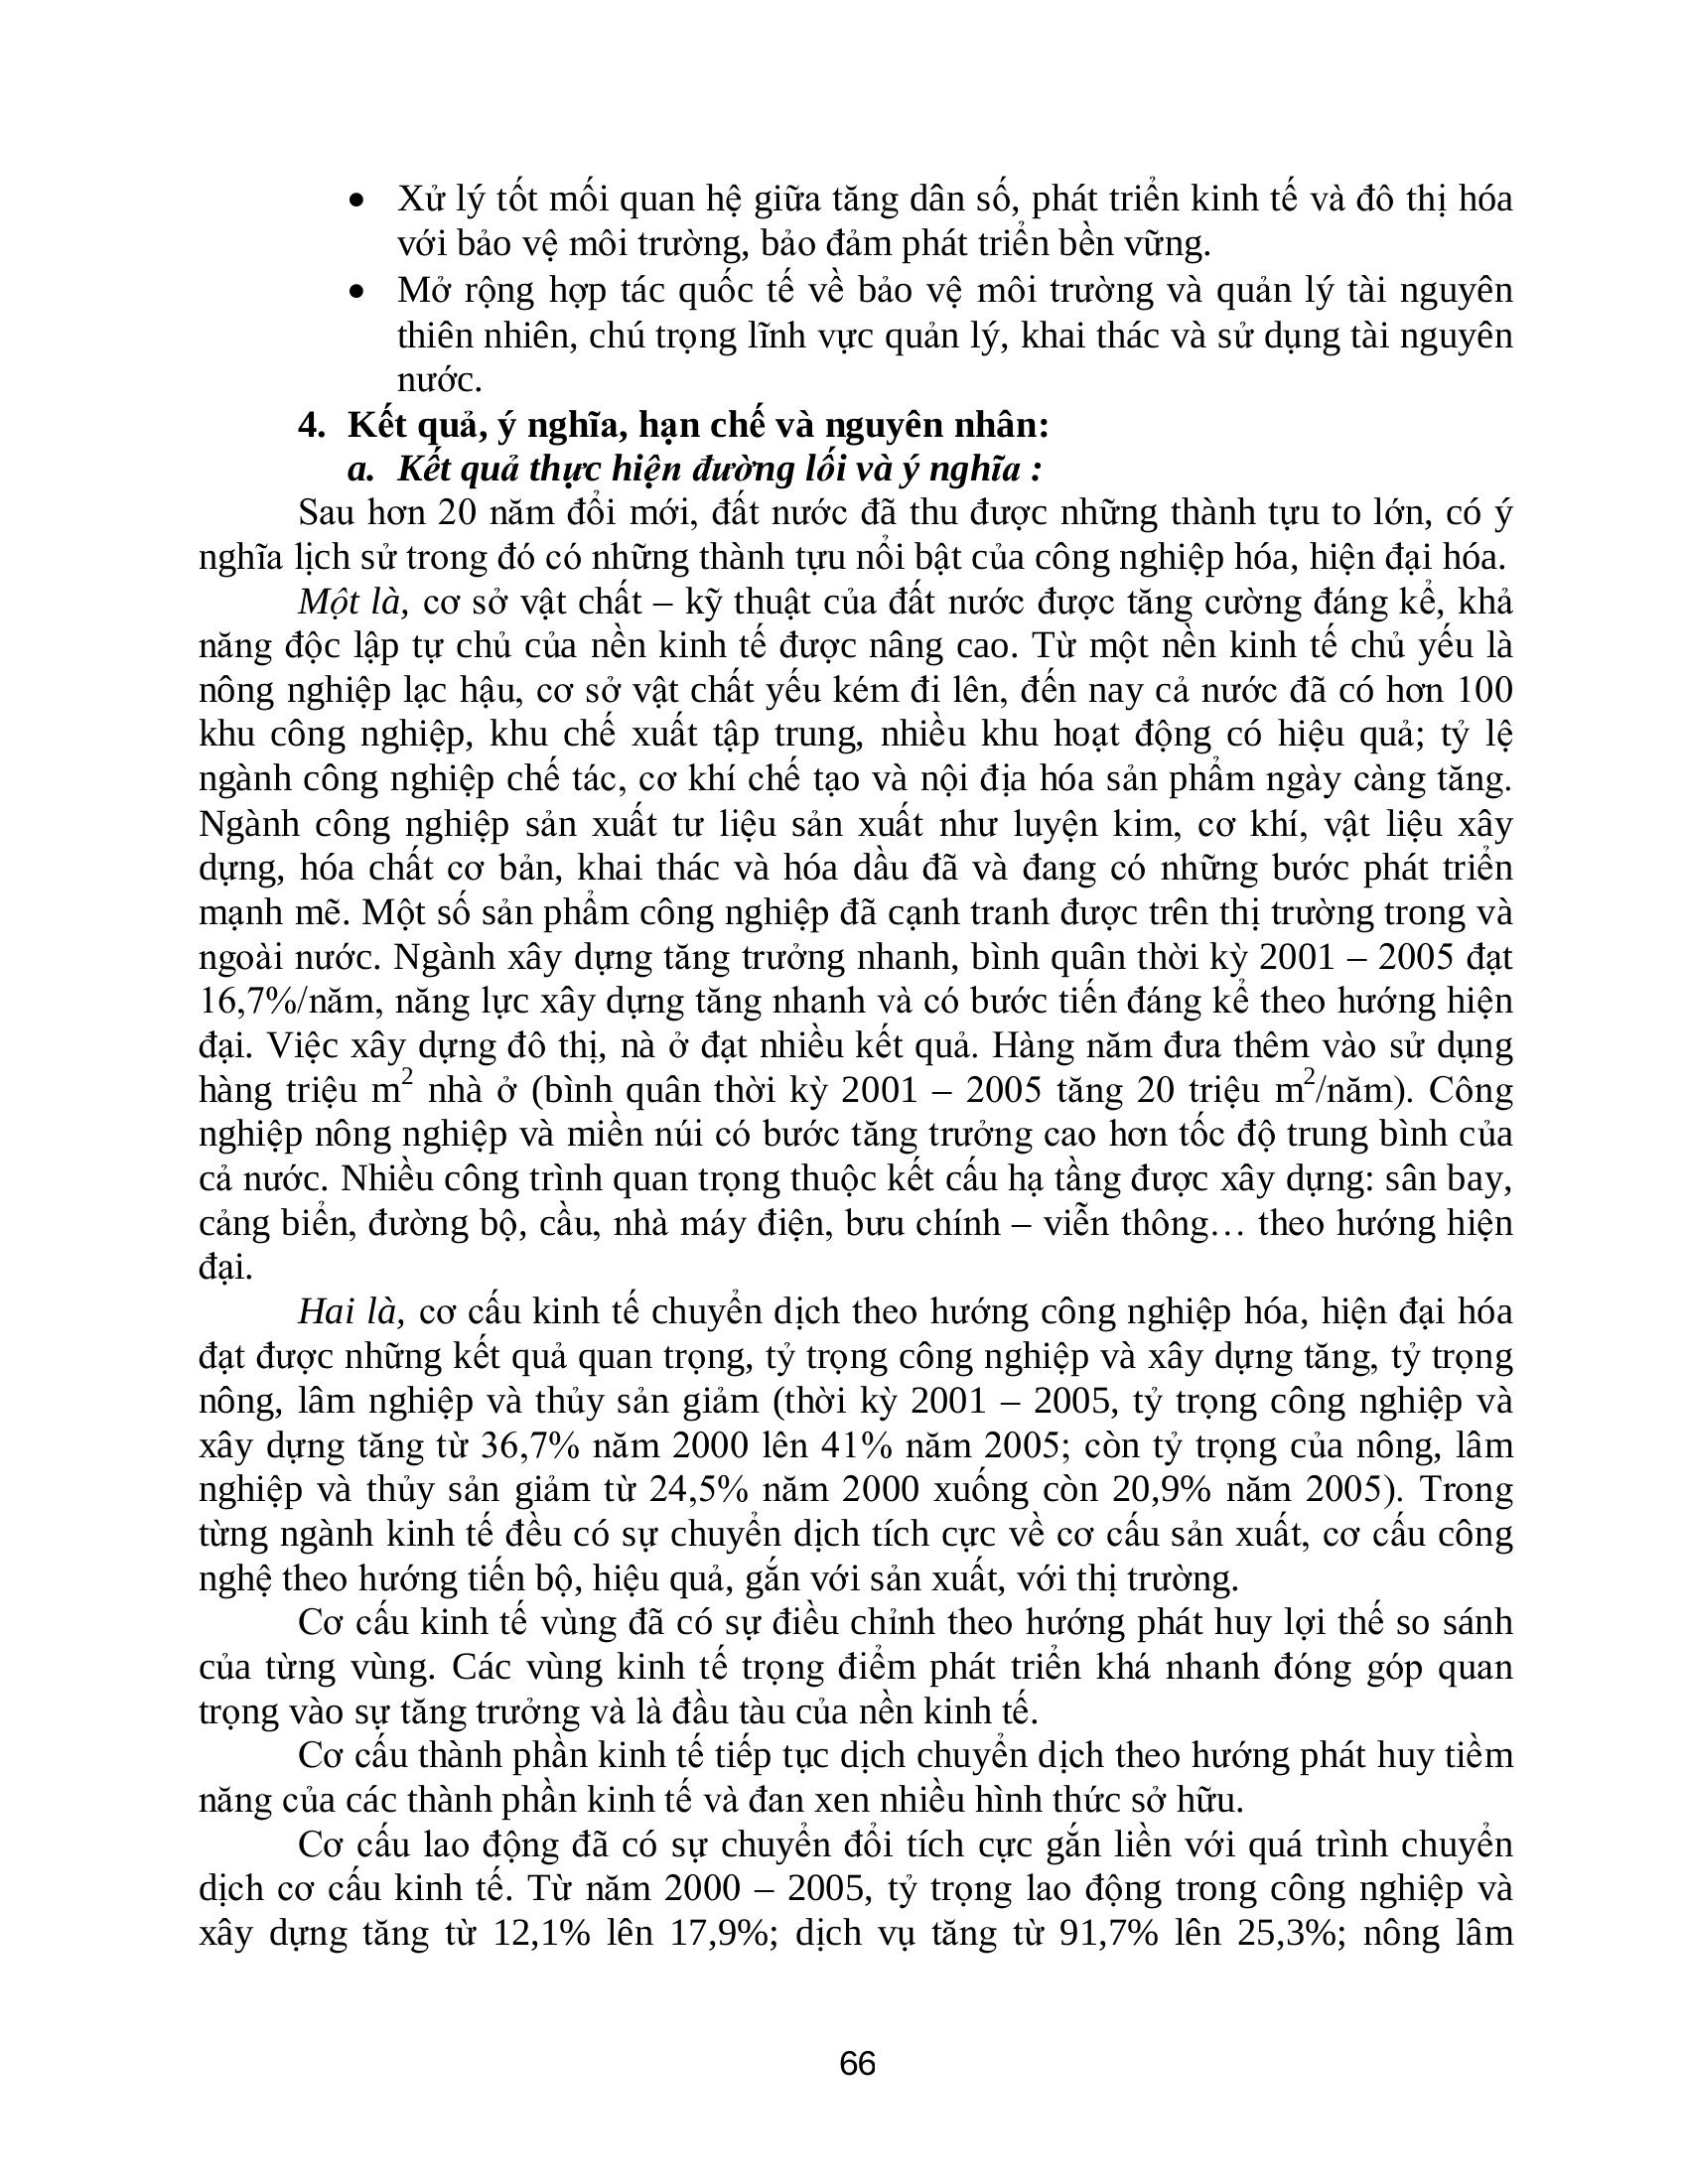 • Xử lý tốt mối quan hệ giữa tăng dân số, phát triển kinh tế và đô thị hóa
với bảo vệ môi trường, bảo đảm phát triển bền vững.
• Mở rộng hợp tác quốc tế về bảo vệ môi trường và quản lý tài nguyên
thiên nhiên, chú trọng lĩnh vực quản lý, khai thác và sử dụng tài nguyên
nước.
4. Kết quả, ý nghĩa, hạn chế và nguyên nhân:
a. Kết quả thực hiện đường lối và ý nghĩa :
Sau hơn 20 năm đổi mới, đất nước đã thu được những thành tựu to lớn, có ý
nghĩa lịch sử trong đó có những thành tựu nổi bật của công nghiệp hóa, hiện đại hóa.
Một là, cơ sở vật chất – kỹ thuật của đất nước được tăng cường đáng kể, khả
năng độc lập tự chủ của nền kinh tế được nâng cao. Từ một nền kinh tế chủ yếu là
nông nghiệp lạc hậu, cơ sở vật chất yếu kém đi lên, đến nay cả nước đã có hơn 100
khu công nghiệp, khu chế xuất tập trung, nhiều khu hoạt động có hiệu quả; tỷ lệ
ngành công nghiệp chế tác, cơ khí chế tạo và nội địa hóa sản phẩm ngày càng tăng.
Ngành công nghiệp sản xuất tư liệu sản xuất như luyện kim, cơ khí, vật liệu xây
dựng, hóa chất cơ bản, khai thác và hóa dầu đã và đang có những bước phát triển
mạnh mẽ. Một số sản phẩm công nghiệp đã cạnh tranh được trên thị trường trong và
ngoài nước. Ngành xây dựng tăng trưởng nhanh, bình quân thời kỳ 2001 – 2005 đạt
16,7%/năm, năng lực xây dựng tăng nhanh và có bước tiến đáng kể theo hướng hiện
đại. Việc xây dựng đô thị, nà ở đạt nhiều kết quả. Hàng năm đưa thêm vào sử dụng
hàng triệu m² nhà ở (bình quân thời kỳ 2001 – 2005 tăng 20 triệu m²/năm). Công
nghiệp nông nghiệp và miền núi có bước tăng trưởng cao hơn tốc độ trung bình của
cả nước. Nhiều công trình quan trọng thuộc kết cấu hạ tầng được xây dựng: sân bay,
cảng biển, đường bộ, cầu, nhà máy điện, bưu chính – viễn thông… theo hướng hiện
đại.
Hai là, cơ cấu kinh tế chuyển dịch theo hướng công nghiệp hóa, hiện đại hóa
đạt được những kết quả quan trọng, tỷ trọng công nghiệp và xây dựng tăng, tỷ trọng
nông, lâm nghiệp và thủy sản giảm (thời kỳ 2001 – 2005, tỷ trọng công nghiệp và
xây dựng tăng từ 36,7% năm 2000 lên 41% năm 2005; còn tỷ trọng của nông, lâm
nghiệp và thủy sản giảm từ 24,5% năm 2000 xuống còn 20,9% năm 2005). Trong
từng ngành kinh tế đều có sự chuyển dịch tích cực về cơ cấu sản xuất, cơ cấu công
nghệ theo hướng tiến bộ, hiệu quả, gắn với sản xuất, với thị trường.
Cơ cấu kinh tế vùng đã có sự điều chỉnh theo hướng phát huy lợi thế so sánh
của từng vùng. Các vùng kinh tế trọng điểm phát triển khá nhanh đóng góp quan
trọng vào sự tăng trưởng và là đầu tàu của nền kinh tế.
Cơ cấu thành phần kinh tế tiếp tục dịch chuyển dịch theo hướng phát huy tiềm
năng của các thành phần kinh tế và đan xen nhiều hình thức sở hữu.
Cơ cấu lao động đã có sự chuyển đổi tích cực gắn liền với quá trình chuyển
dịch cơ cấu kinh tế. Từ năm 2000 – 2005, tỷ trọng lao động trong công nghiệp và
xây dựng tăng từ 12,1% lên 17,9%; dịch vụ tăng từ 91,7% lên 25,3%; nông lâm
66